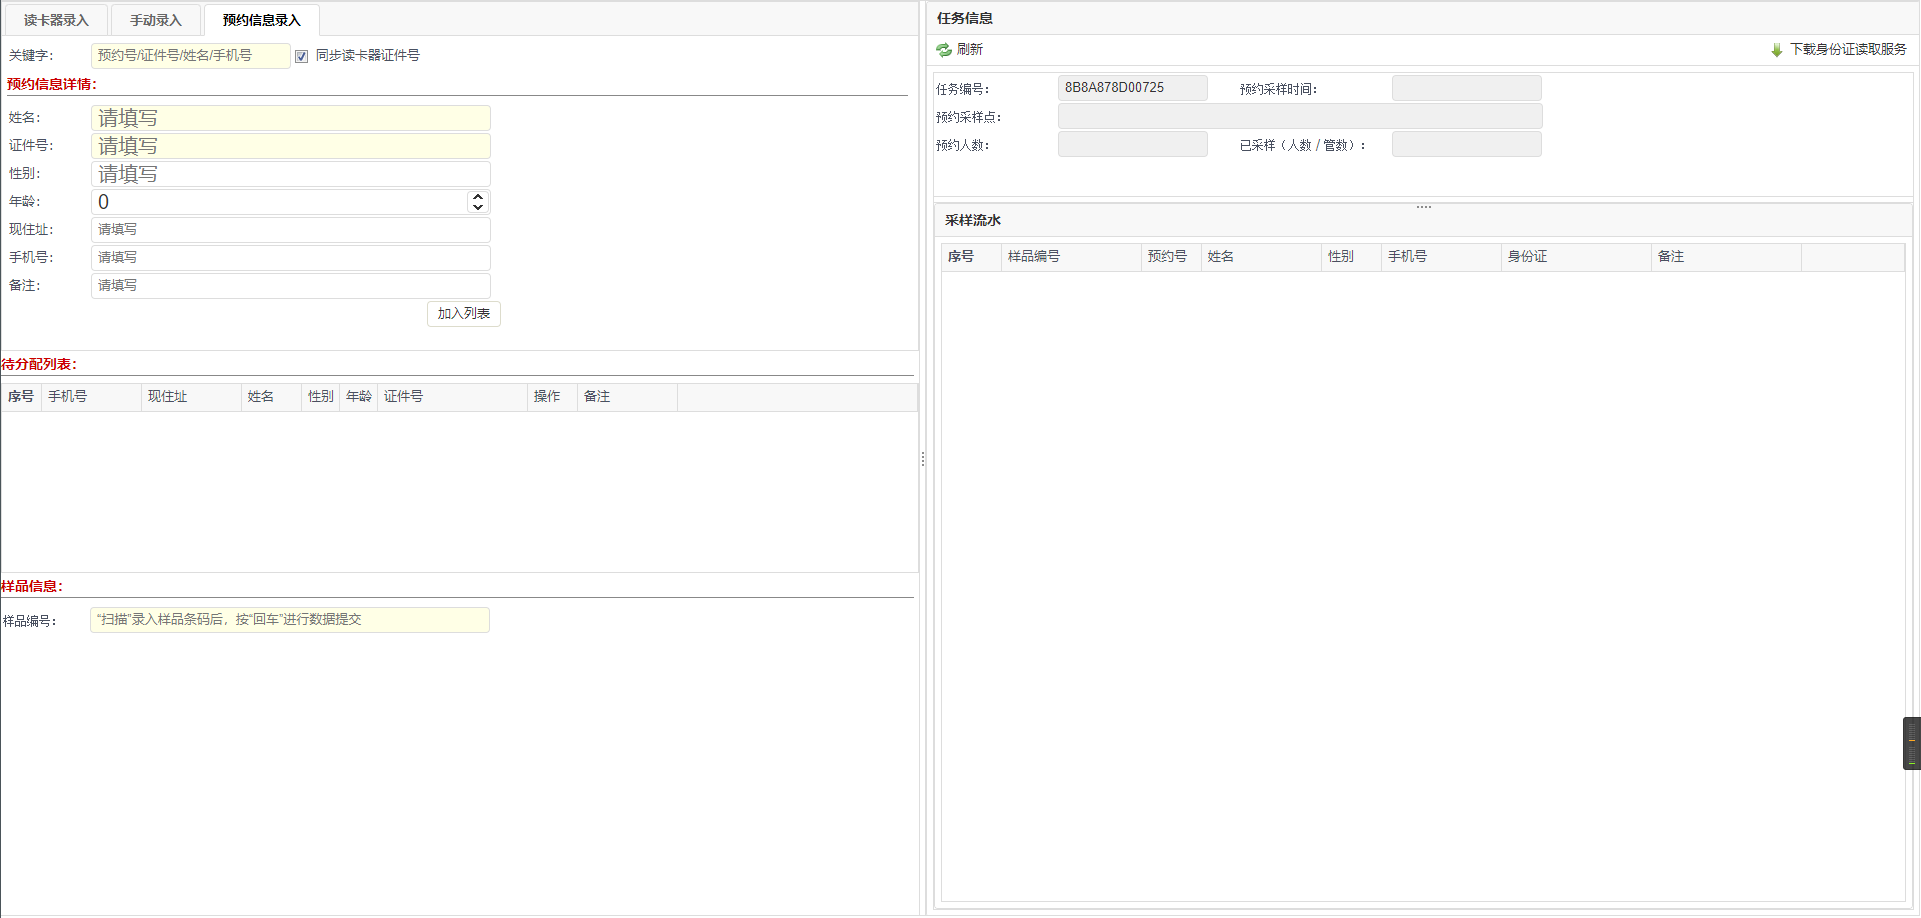 读卡器录入 手动录入 预约信息录入
关键字: 预约号/证件号/姓名/手机号 同步读卡器证件号
预约信息详情:
姓名: 请填写
证件号: 请填写
性别: 请填写
年龄: 0
现住址: 请填写
手机号: 请填写
备注: 请填写
加入列表
待分配列表:
序号 手机号 现住址 姓名 性别 年龄 证件号 操作 备注
样品信息:
样品编号: “扫描”录入样品条码后，按“回车”进行数据提交
任务信息
刷新 下载身份证读取服务
任务编号: 8B8A878D00725 预约采样时间:
预约采样点:
预约人数: 已采样（人数 / 管数）:
采样流水
序号 样品编号 预约号 姓名 性别 手机号 身份证 备注